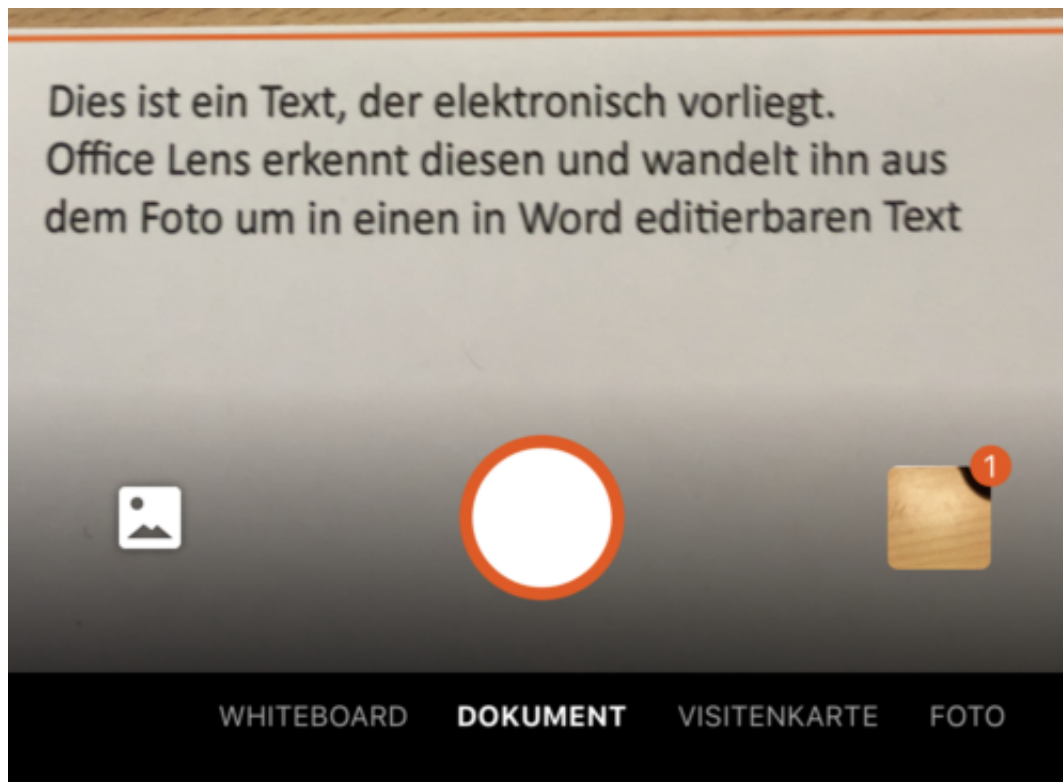 Dies ist ein Text, der elektronisch vorliegt.
Office Lens erkennt diesen und wandelt ihn aus
dem Foto um in einen in Word editierbaren Text
1
WHITEBOARD DOKUMENT VISITENKARTE FOTO